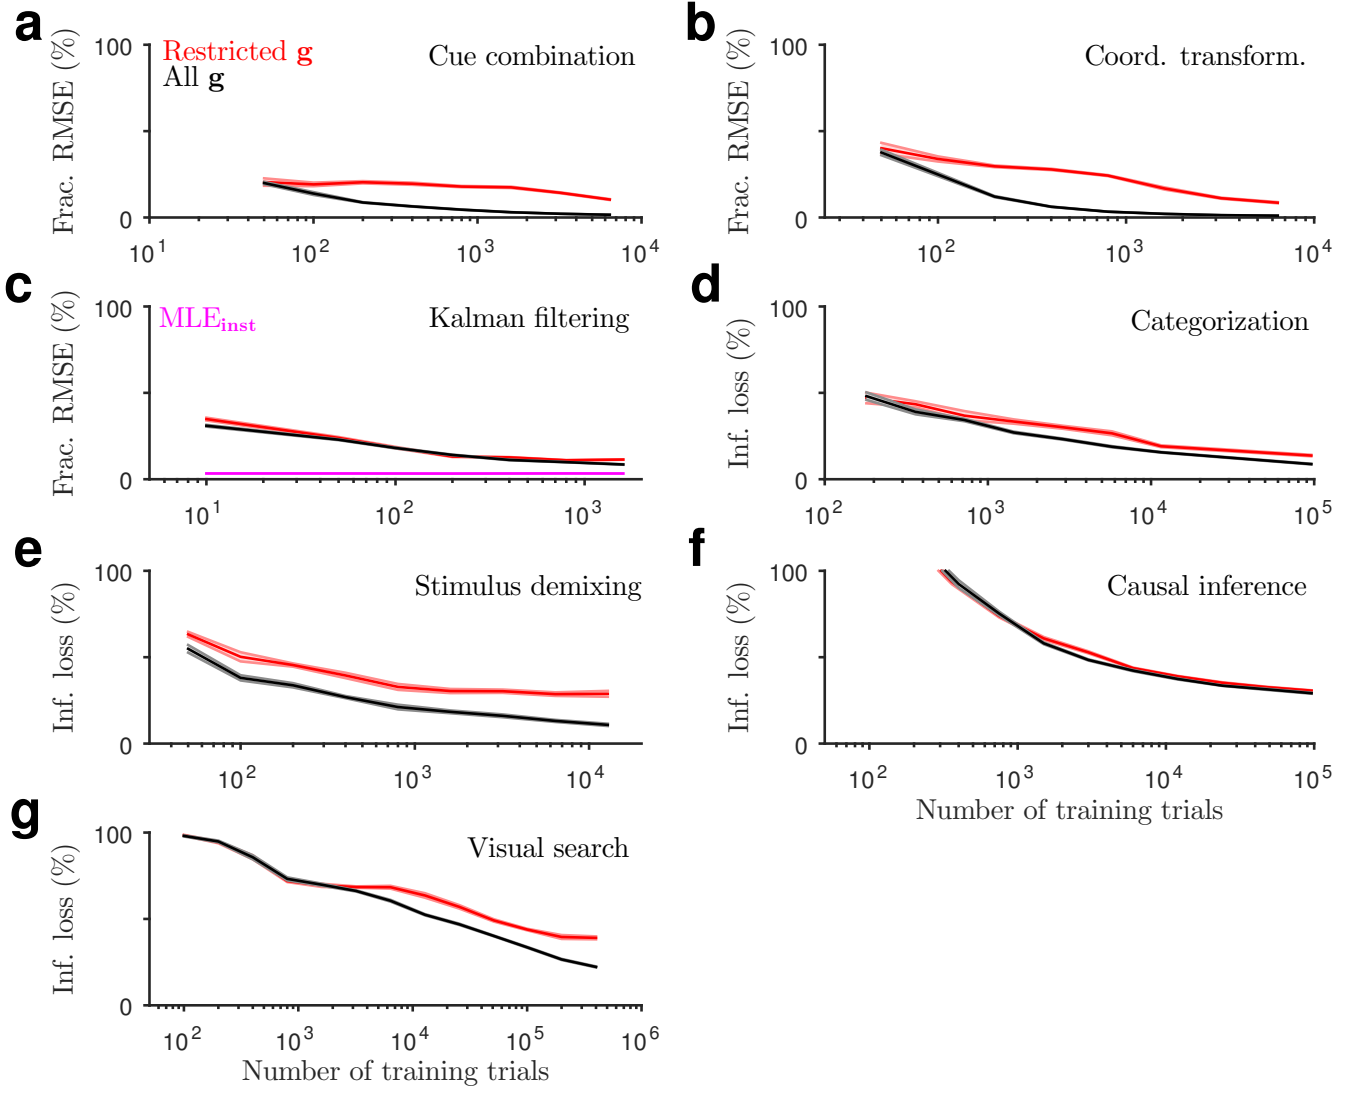 a
Frac. RMSE (%)
100
0
Restricted g
All g
Cue combination
10^1 10^2 10^3 10^4
b
Frac. RMSE (%)
100
0
Coord. transform.
10^2 10^3 10^4
c
Frac. RMSE (%)
100
0
MLE_inst
Kalman filtering
10^1 10^2 10^3
d
Inf. loss (%)
100
0
Categorization
10^2 10^3 10^4 10^5
e
Inf. loss (%)
100
0
Stimulus demixing
10^2 10^3 10^4
f
Inf. loss (%)
100
0
Causal inference
10^2 10^3 10^4 10^5
Number of training trials
g
Inf. loss (%)
100
0
Visual search
10^2 10^3 10^4 10^5 10^6
Number of training trials